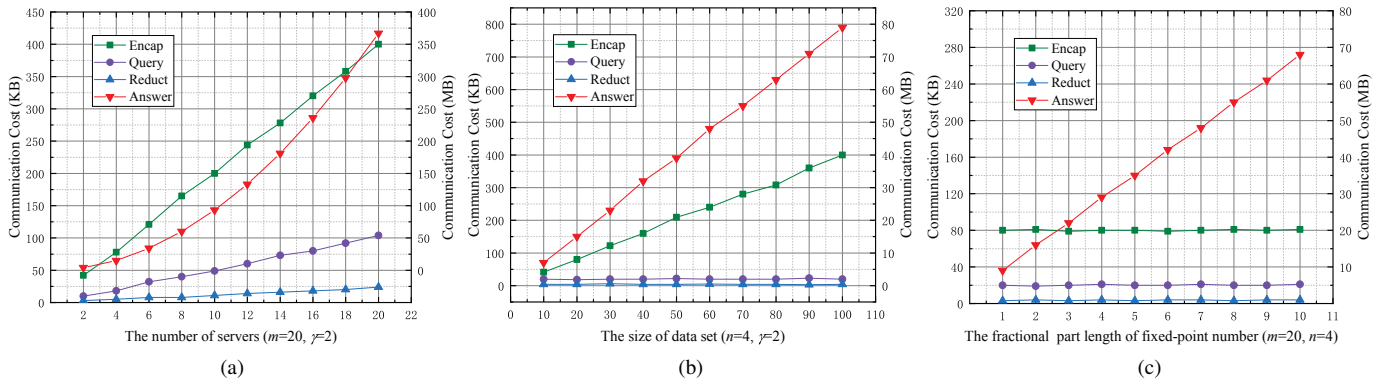 Communication Cost (KB)
450
400
350
300
250
200
150
100
50
0
Encap
Query
Reduct
Answer
400
350
300
250
200
150
100
50
0
Communication Cost (MB)
2 4 6 8 10 12 14 16 18 20 22
The number of servers (m=20, γ=2)
(a)
Communication Cost (KB)
800
700
600
500
400
300
200
100
0
Encap
Query
Reduct
Answer
80
70
60
50
40
30
20
10
0
Communication Cost (MB)
0 10 20 30 40 50 60 70 80 90 100 110
The size of data set (n=4, γ=2)
(b)
Communication Cost (KB)
320
280
240
200
160
120
80
40
0
Encap
Query
Reduct
Answer
80
70
60
50
40
30
20
10
Communication Cost (MB)
0 1 2 3 4 5 6 7 8 9 10 11
The fractional part length of fixed-point number (m=20, n=4)
(c)